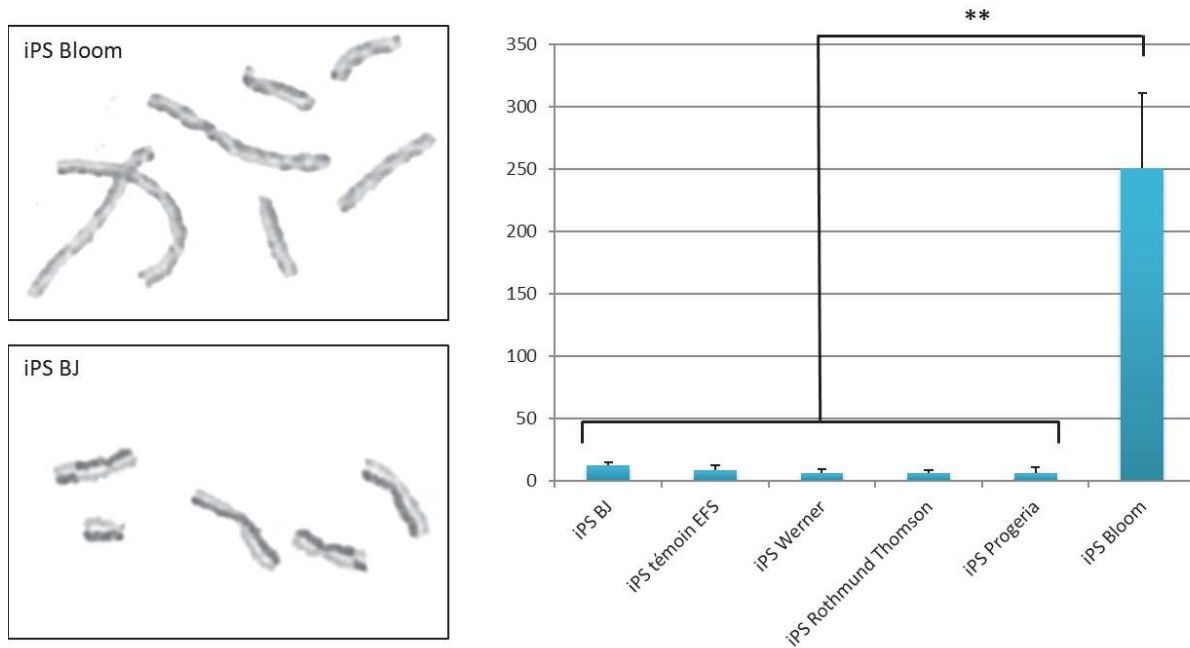 iPS Bloom
iPS BJ
**
350
300
250
200
150
100
50
0
iPS BJ
iPS témoin EFS
iPS Werner
iPS Rothmund Thomson
iPS Progeria
iPS Bloom